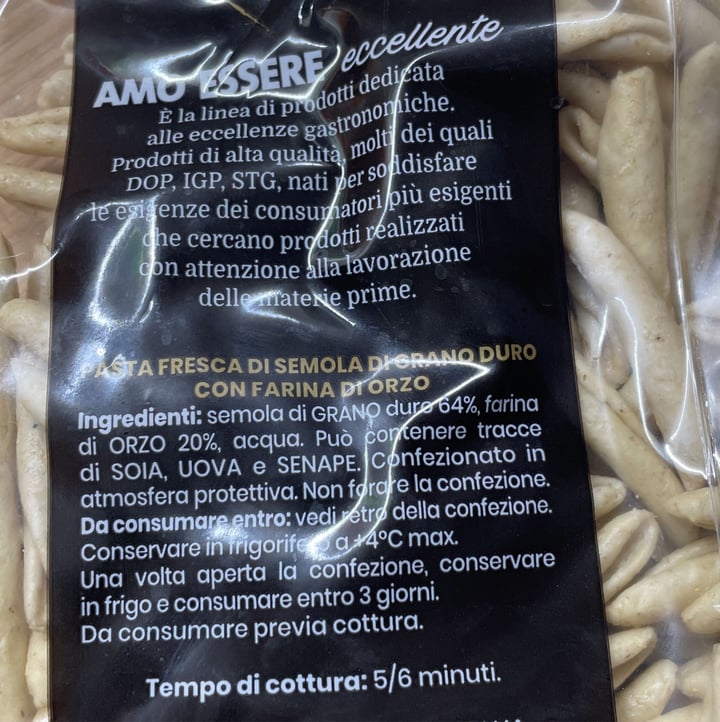 AMO ESSERE eccellente
È la linea di prodotti dedicata
alle eccellenze gastronomiche.
Prodotti di alta qualità, molti dei quali
DOP, IGP, STG, nati per soddisfare
le esigenze dei consumatori più esigenti
che cercano prodotti realizzati
con attenzione alla lavorazione
delle materie prime.
PASTA FRESCA DI SEMOLA DI GRANO DURO
CON FARINA DI ORZO
Ingredienti: semola di GRANO duro 64%, farina
di ORZO 20%, acqua. Può contenere tracce
di SOIA, UOVA e SENAPE. Confezionato in
atmosfera protettiva. Non forare la confezione.
Da consumare entro: vedi retro della confezione.
Conservare in frigorifero a +4°C max.
Una volta aperta la confezione, conservare
in frigo e consumare entro 3 giorni.
Da consumare previa cottura.
Tempo di cottura: 5/6 minuti.